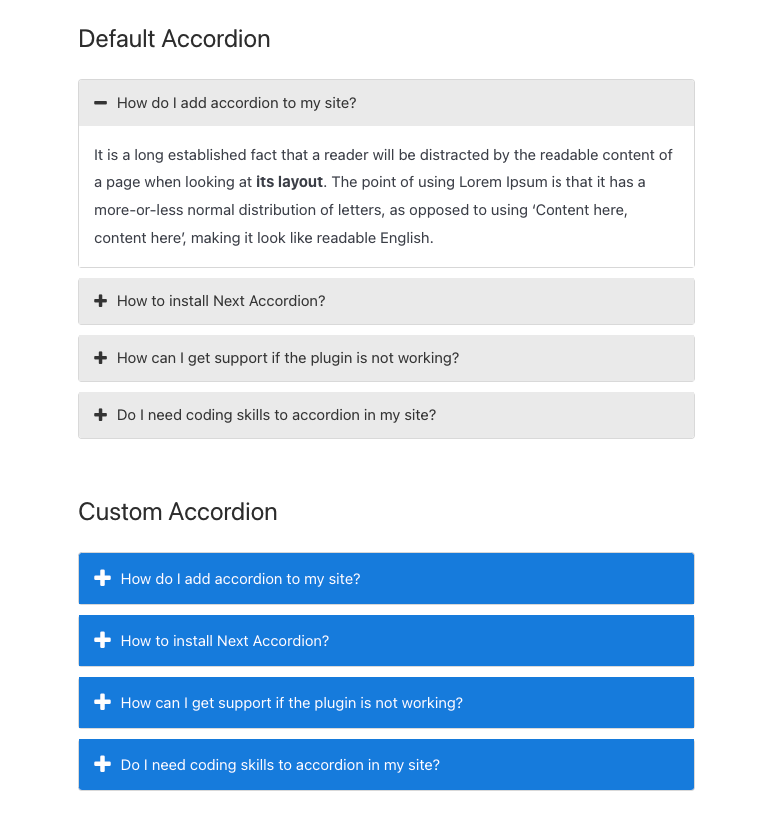 Default Accordion
How do I add accordion to my site?
It is a long established fact that a reader will be distracted by the readable content of
a page when looking at its layout. The point of using Lorem Ipsum is that it has a
more-or-less normal distribution of letters, as opposed to using ‘Content here,
content here’, making it look like readable English.
How to install Next Accordion?
How can I get support if the plugin is not working?
Do I need coding skills to accordion in my site?
Custom Accordion
How do I add accordion to my site?
How to install Next Accordion?
How can I get support if the plugin is not working?
Do I need coding skills to accordion in my site?